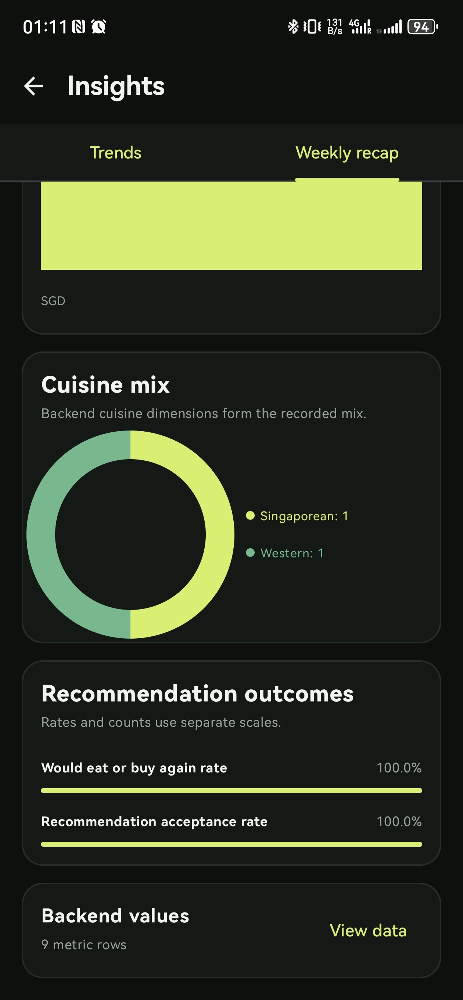 01:11
131
B/s
4G
R
94
Insights
Trends
Weekly recap
SGD
Cuisine mix
Backend cuisine dimensions form the recorded mix.
Singaporean: 1
Western: 1
Recommendation outcomes
Rates and counts use separate scales.
Would eat or buy again rate 100.0%
Recommendation acceptance rate 100.0%
Backend values
View data
9 metric rows